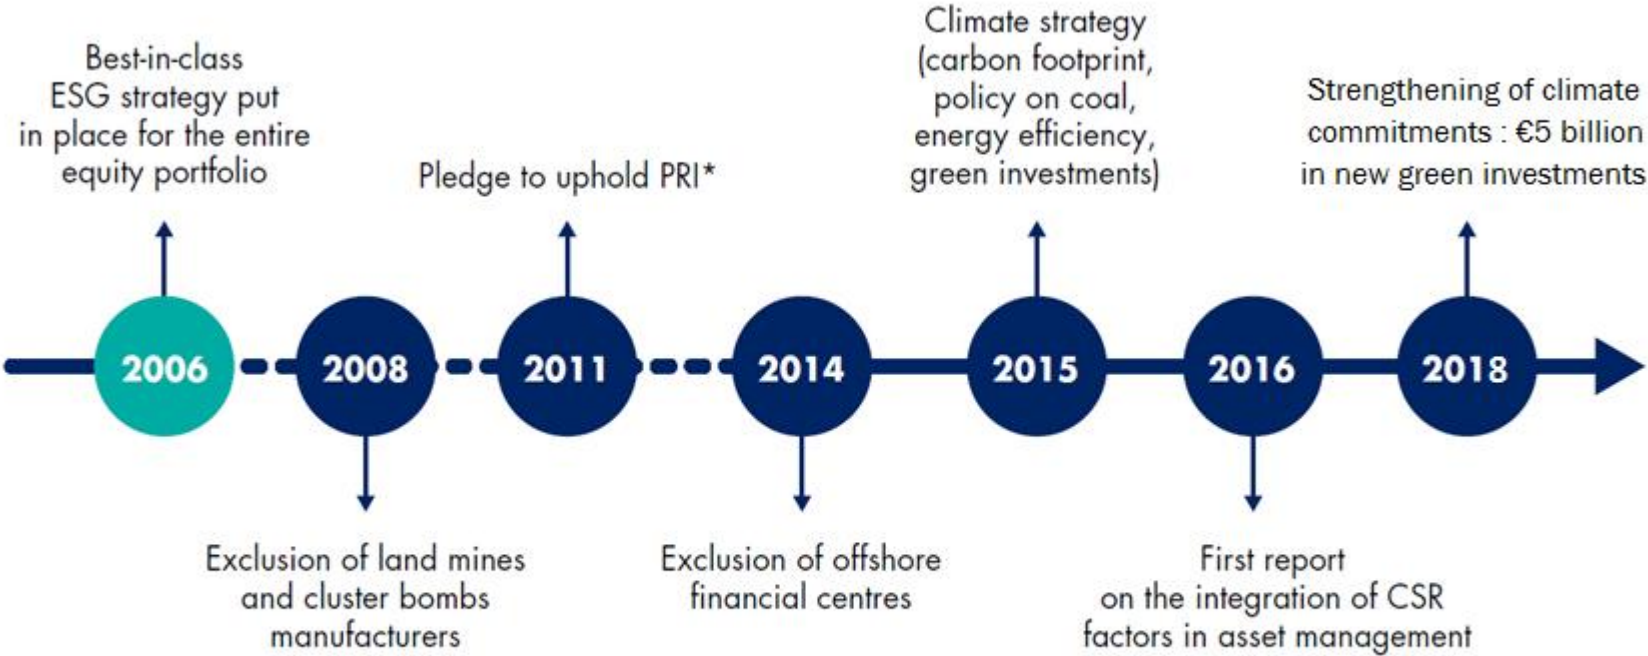 Best-in-class
ESG strategy put
in place for the entire
equity portfolio
Pledge to uphold PRI*
Climate strategy
(carbon footprint,
policy on coal,
energy efficiency,
green investments)
Strengthening of climate
commitments : €5 billion
in new green investments
2006
2008
2011
2014
2015
2016
2018
Exclusion of land mines
and cluster bombs
manufacturers
Exclusion of offshore
financial centres
First report
on the integration of CSR
factors in asset management